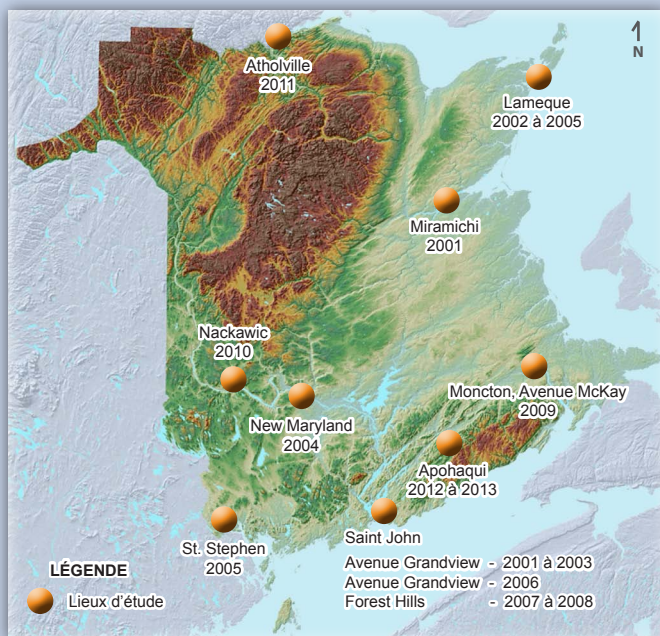 N
Atholville
2011
Lameque
2002 à 2005
Miramichi
2001
Nackawic
2010
Moncton, Avenue McKay
2009
New Maryland
2004
Apohaqui
2012 à 2013
St. Stephen
2005
Saint John
Avenue Grandview - 2001 à 2003
Avenue Grandview - 2006
Forest Hills - 2007 à 2008
LÉGENDE
Lieux d'étude